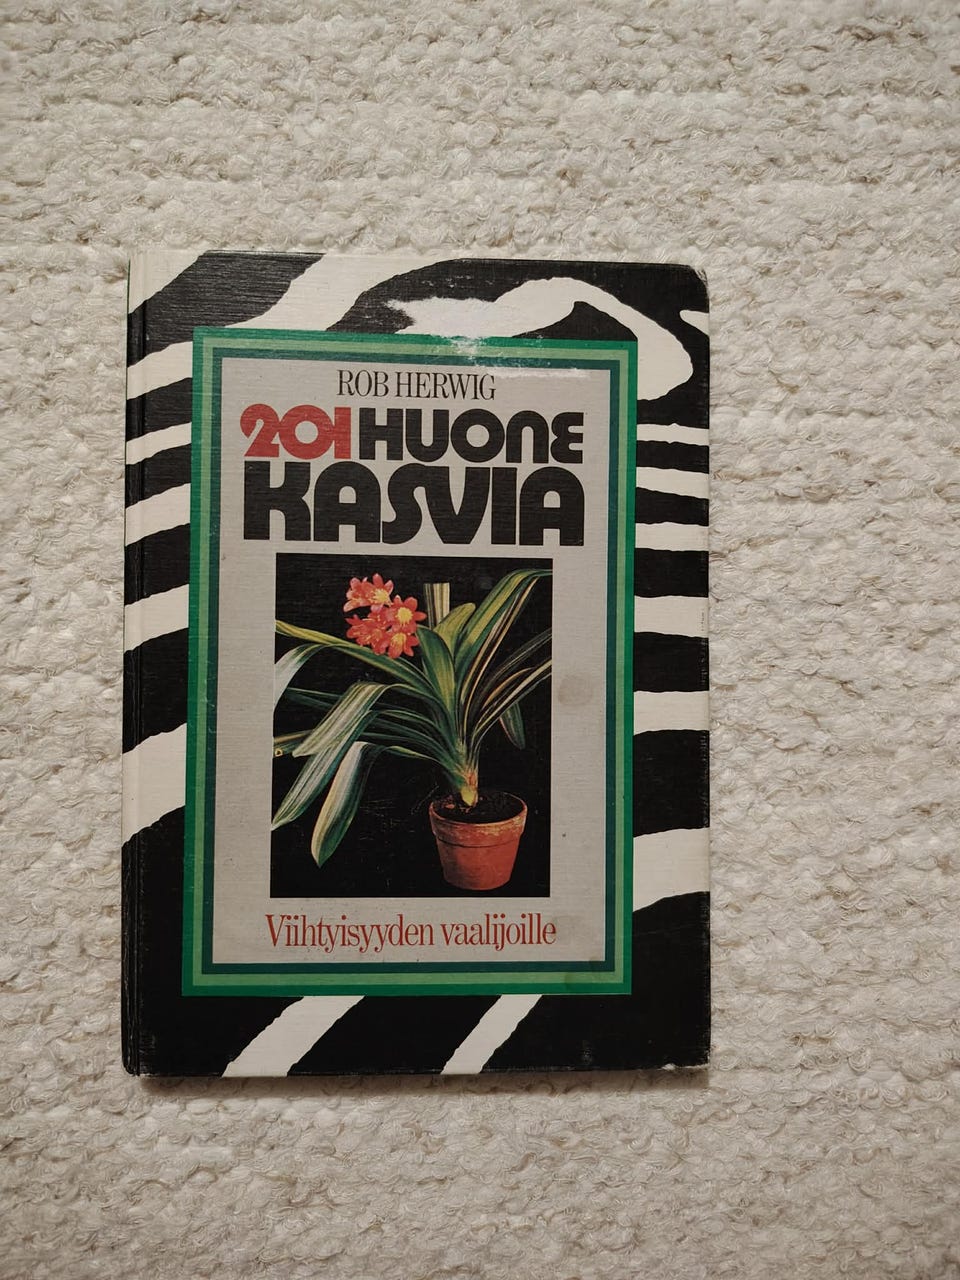 ROB HERWIG
201 HUONE
KASVIA
Viihtyisyyden vaalijoille